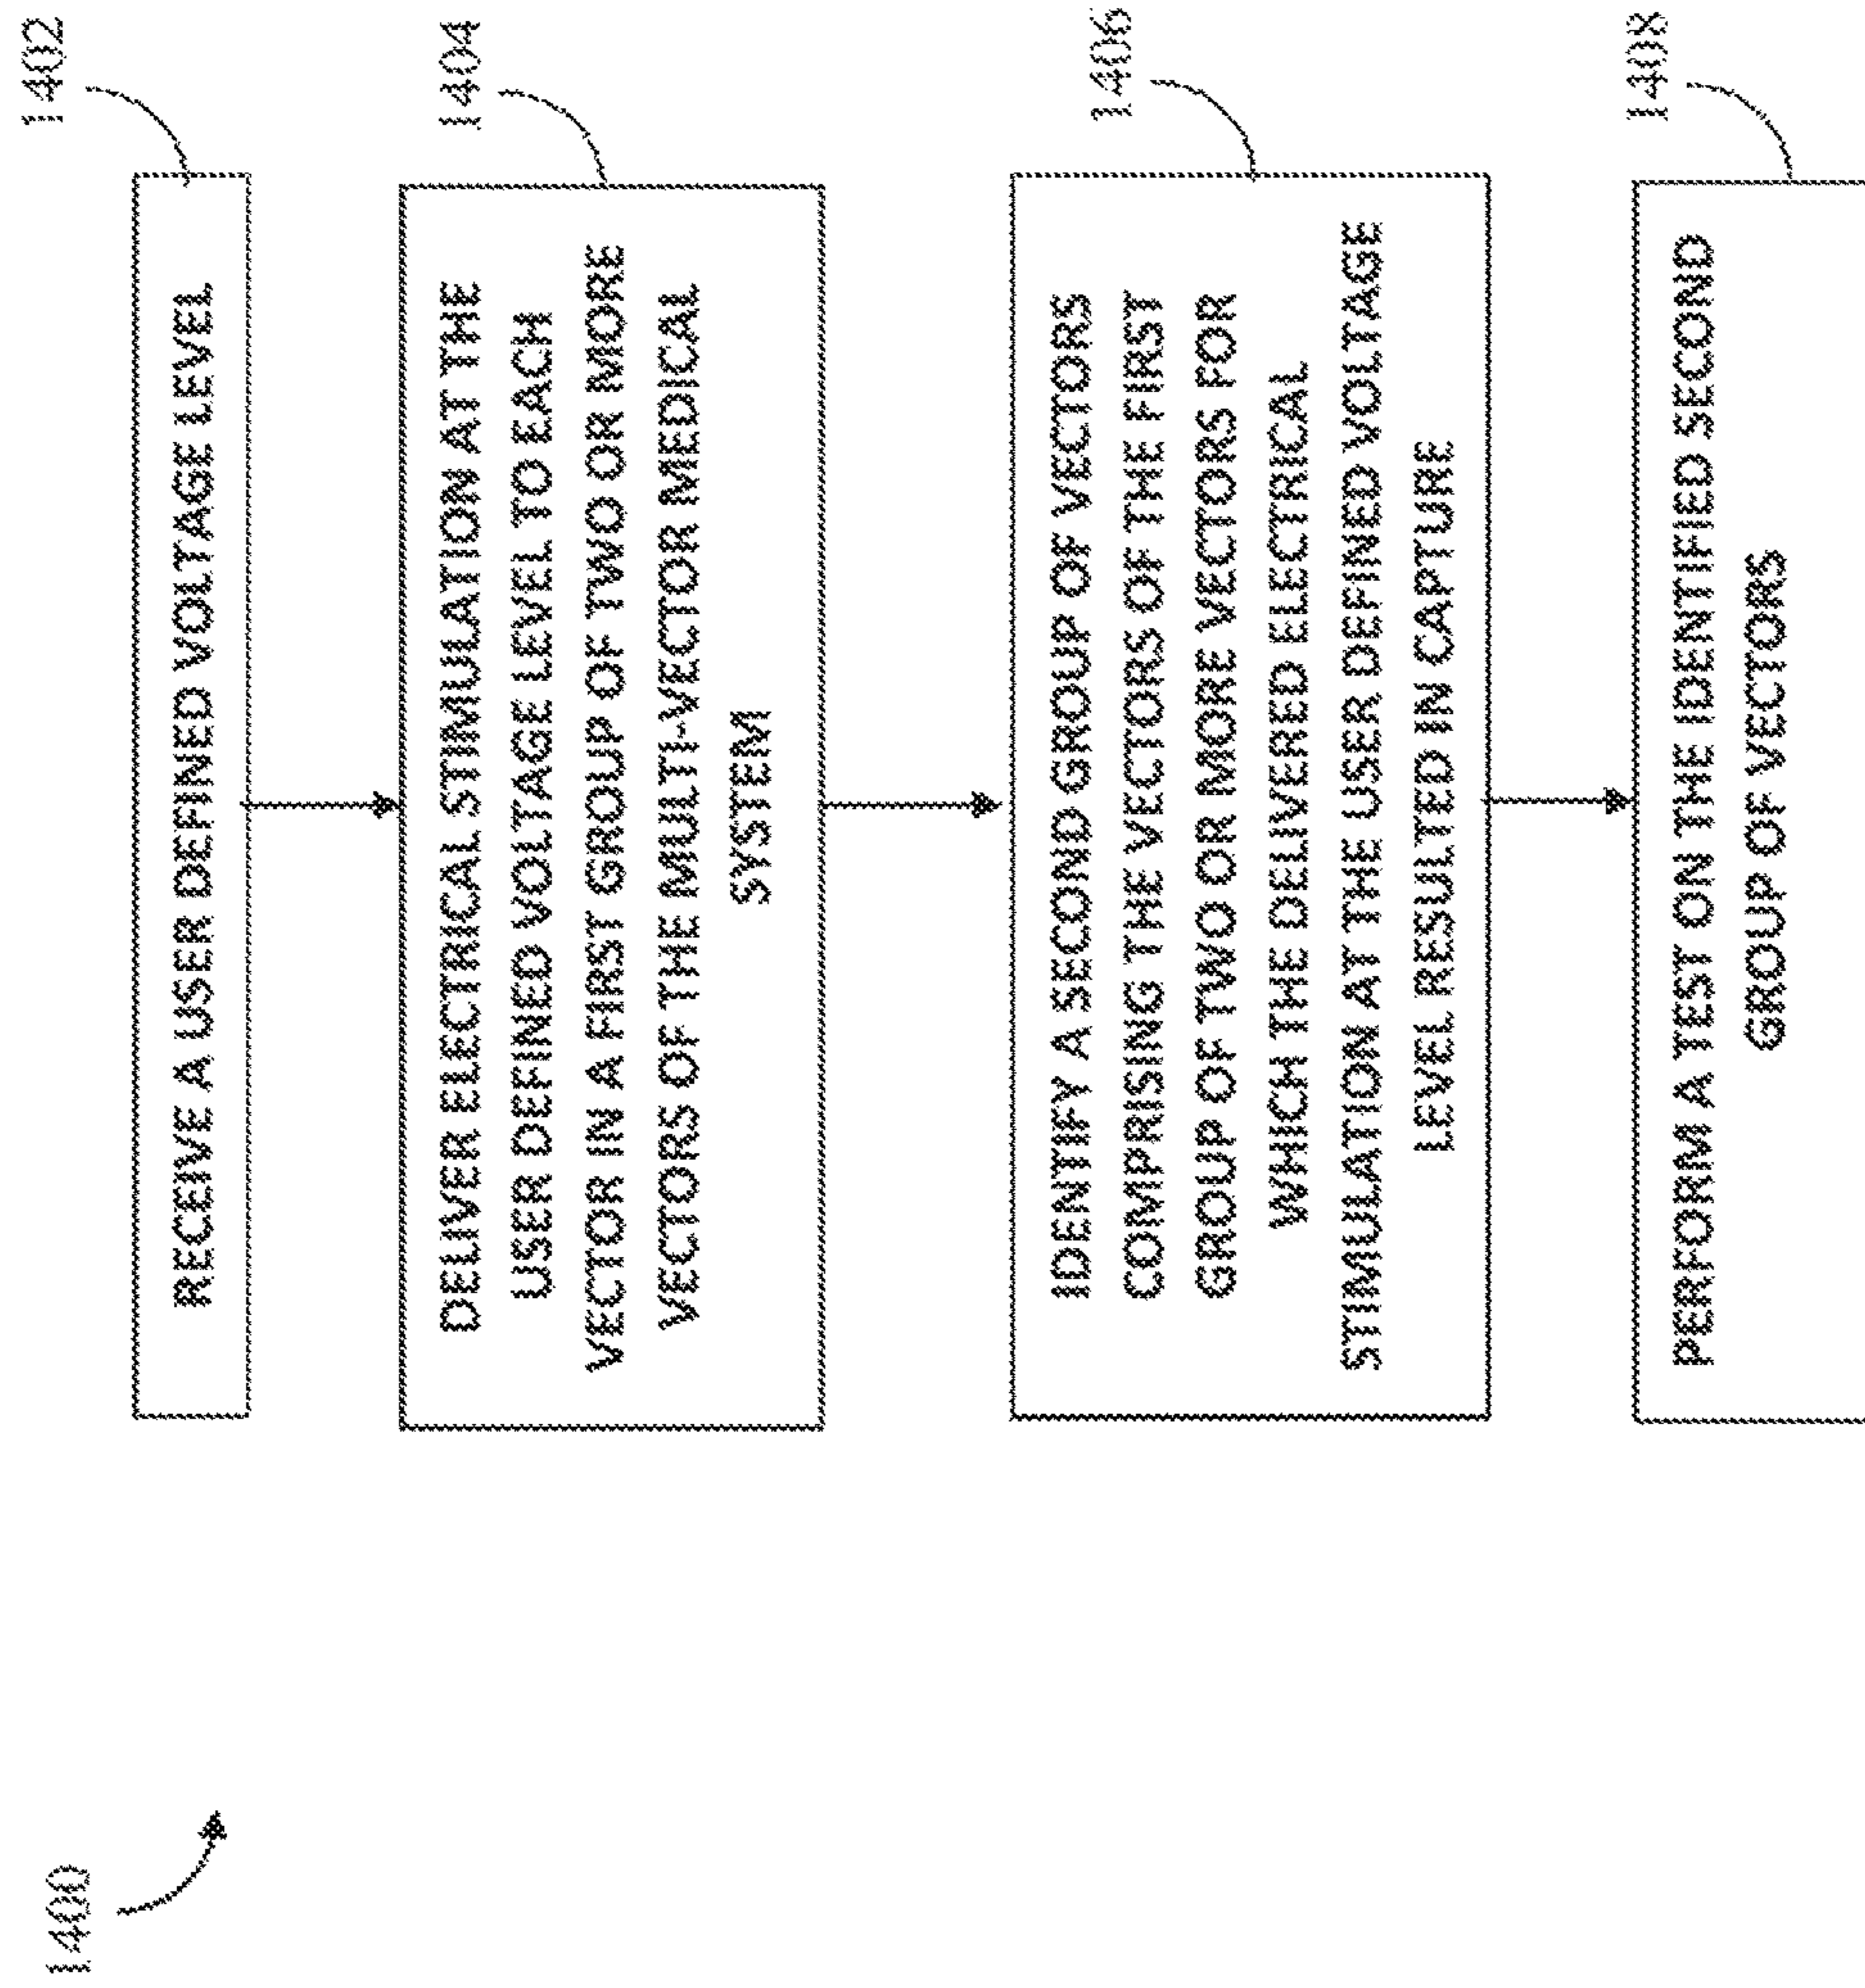 1400
1402
RECEIVE A USER DEFINED VOLTAGE LEVEL
1404
DELIVER ELECTRICAL STIMULATION AT THE
USER DEFINED VOLTAGE LEVEL TO EACH
VECTOR IN A FIRST GROUP OF TWO OR MORE
VECTORS OF THE MULTI-VECTOR MEDICAL
SYSTEM
1406
IDENTIFY A SECOND GROUP OF VECTORS
COMPRISING THE VECTORS OF THE FIRST
GROUP OF TWO OR MORE VECTORS FOR
WHICH THE DELIVERED ELECTRICAL
STIMULATION AT THE USER DEFINED VOLTAGE
LEVEL RESULTED IN CAPTURE
1408
PERFORM A TEST ON THE IDENTIFIED SECOND
GROUP OF VECTORS